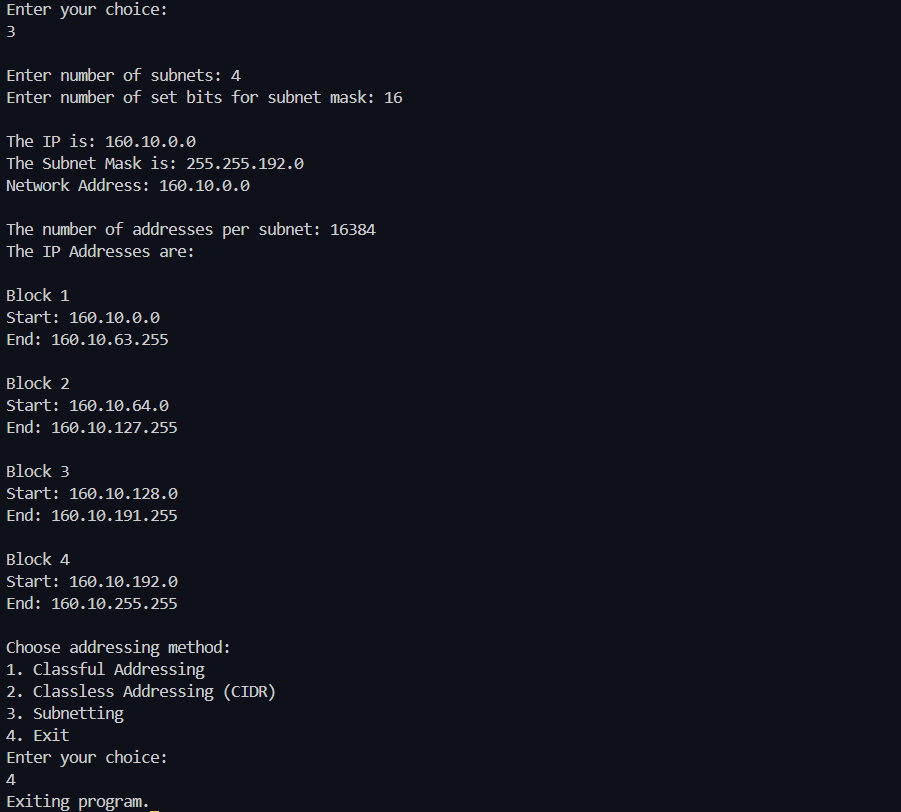 Enter your choice:
3
Enter number of subnets: 4
Enter number of set bits for subnet mask: 16
The IP is: 160.10.0.0
The Subnet Mask is: 255.255.192.0
Network Address: 160.10.0.0
The number of addresses per subnet: 16384
The IP Addresses are:
Block 1
Start: 160.10.0.0
End: 160.10.63.255
Block 2
Start: 160.10.64.0
End: 160.10.127.255
Block 3
Start: 160.10.128.0
End: 160.10.191.255
Block 4
Start: 160.10.192.0
End: 160.10.255.255
Choose addressing method:
1. Classful Addressing
2. Classless Addressing (CIDR)
3. Subnetting
4. Exit
Enter your choice:
4
Exiting program._